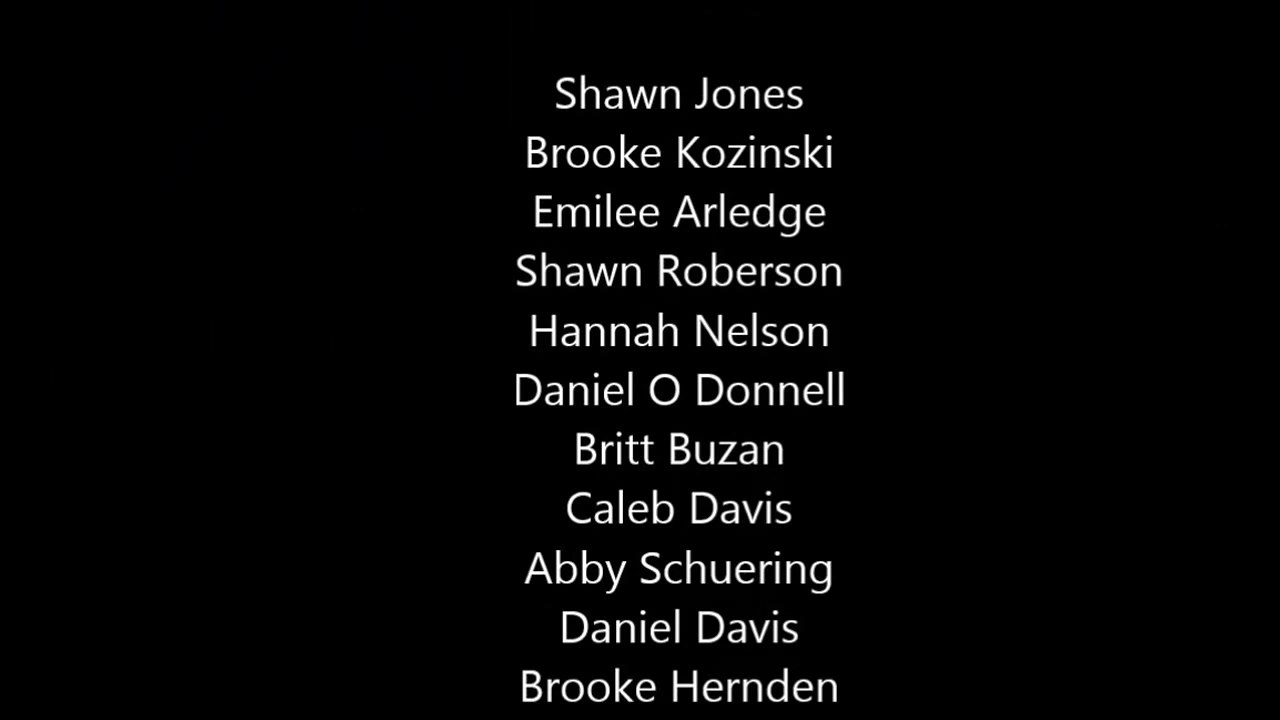 Shawn Jones
Brooke Kozinski
Emilee Arledge
Shawn Roberson
Hannah Nelson
Daniel O Donnell
Britt Buzan
Caleb Davis
Abby Schuering
Daniel Davis
Brooke Hernden